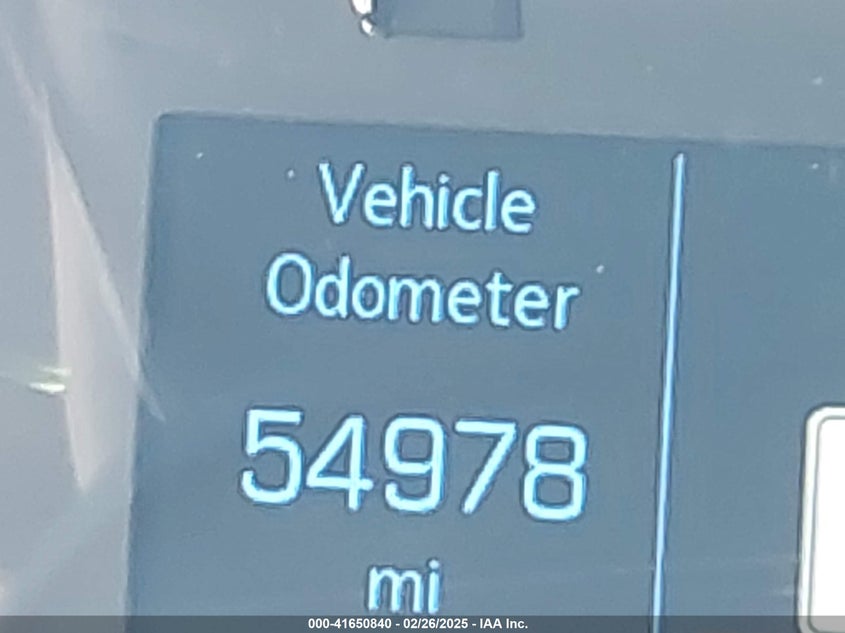 Vehicle
Odometer
54978
mi
000-41650840 - 02/26/2025 - IAA Inc.